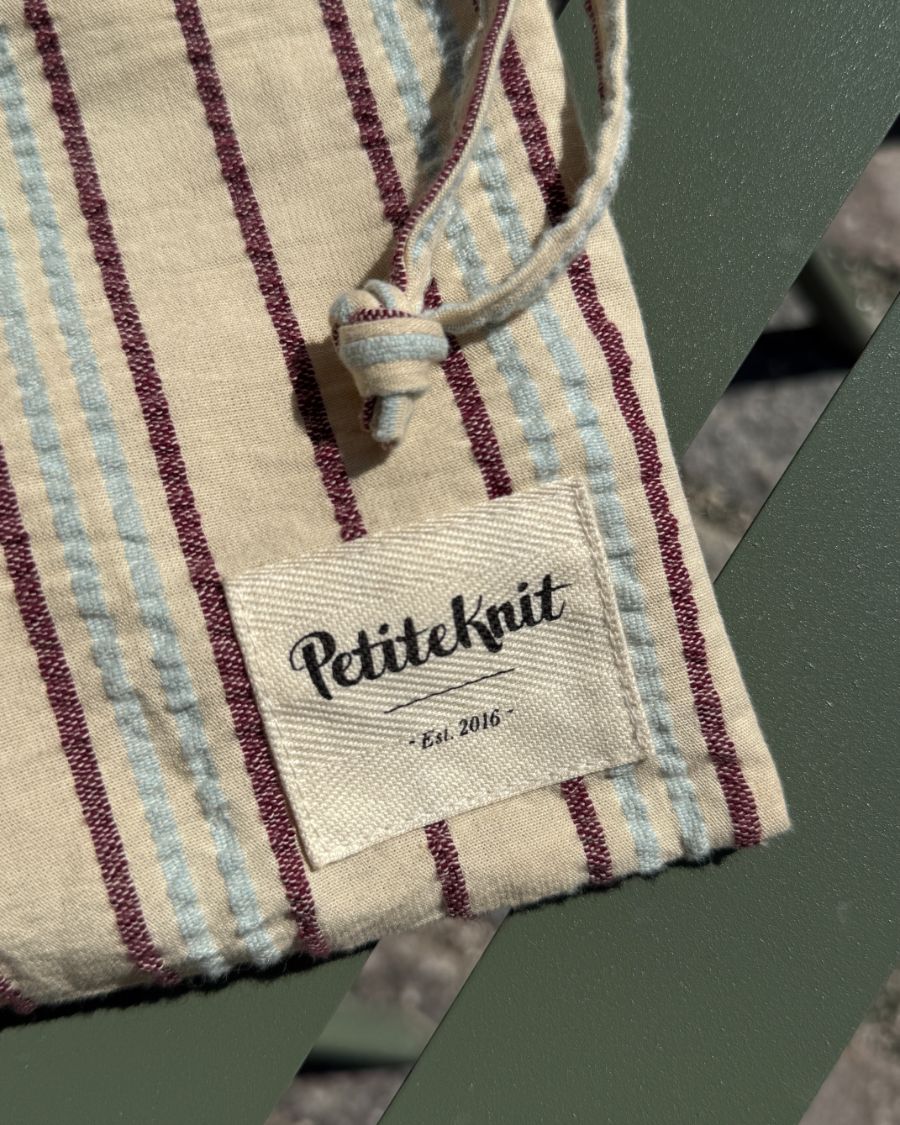 PetiteKnit
- Est. 2016 -